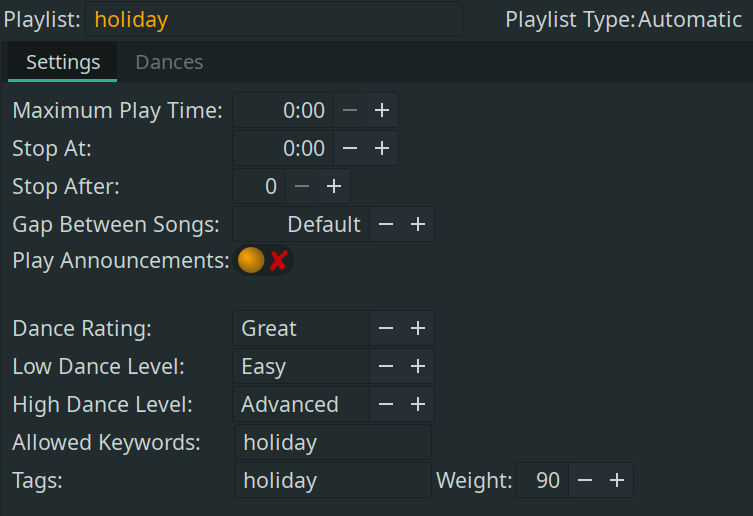 Playlist: holiday Playlist Type: Automatic
Settings Dances
Maximum Play Time: 0:00 − +
Stop At: 0:00 − +
Stop After: 0 − +
Gap Between Songs: Default − +
Play Announcements: ✘
Dance Rating: Great − +
Low Dance Level: Easy − +
High Dance Level: Advanced − +
Allowed Keywords: holiday
Tags: holiday Weight: 90 − +